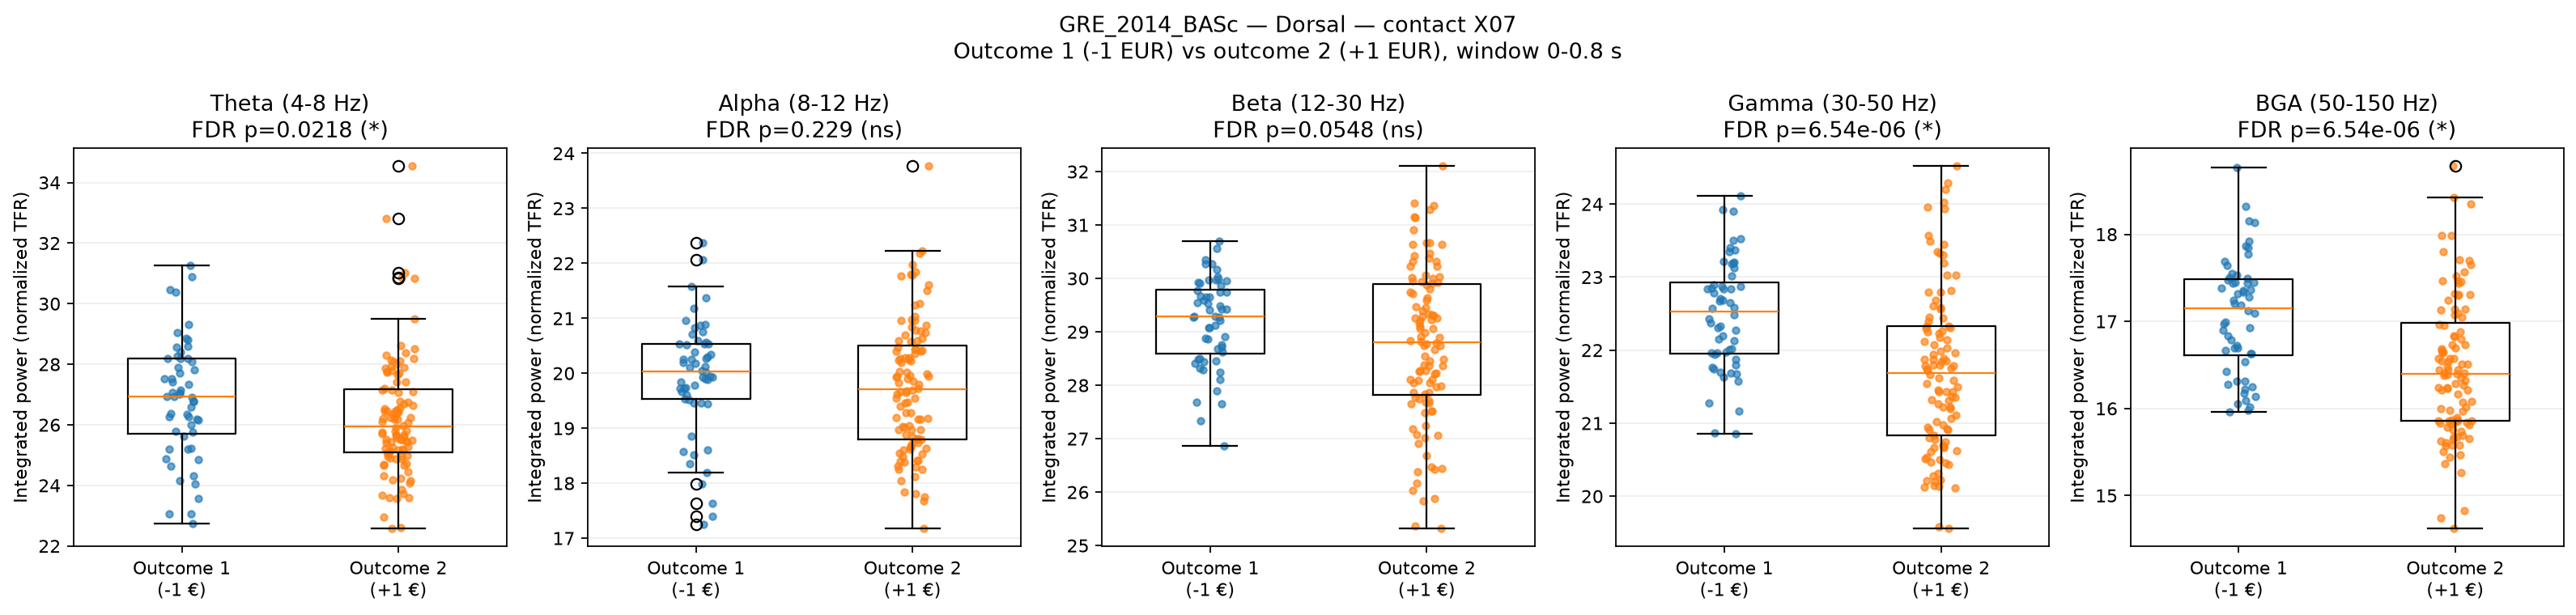 GRE_2014_BASc — Dorsal — contact X07
Outcome 1 (-1 EUR) vs outcome 2 (+1 EUR), window 0-0.8 s
Theta (4-8 Hz)
FDR p=0.0218 (*)
Integrated power (normalized TFR)
34
32
30
28
26
24
22
Outcome 1
(-1 €)
Outcome 2
(+1 €)
Alpha (8-12 Hz)
FDR p=0.229 (ns)
Integrated power (normalized TFR)
24
23
22
21
20
19
18
17
Outcome 1
(-1 €)
Outcome 2
(+1 €)
Beta (12-30 Hz)
FDR p=0.0548 (ns)
Integrated power (normalized TFR)
32
31
30
29
28
27
26
25
Outcome 1
(-1 €)
Outcome 2
(+1 €)
Gamma (30-50 Hz)
FDR p=6.54e-06 (*)
Integrated power (normalized TFR)
24
23
22
21
20
Outcome 1
(-1 €)
Outcome 2
(+1 €)
BGA (50-150 Hz)
FDR p=6.54e-06 (*)
Integrated power (normalized TFR)
18
17
16
15
Outcome 1
(-1 €)
Outcome 2
(+1 €)